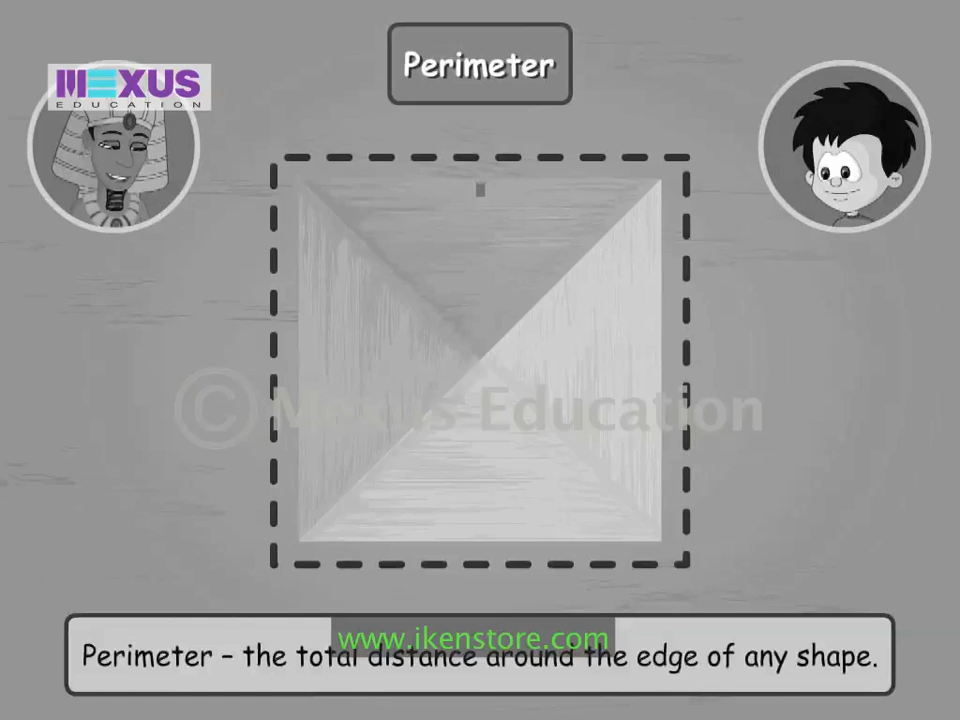 Perimeter
MEXUS
EDUCATION
© Mexus Education
www.ikenstore.com
Perimeter – the total distance around the edge of any shape.